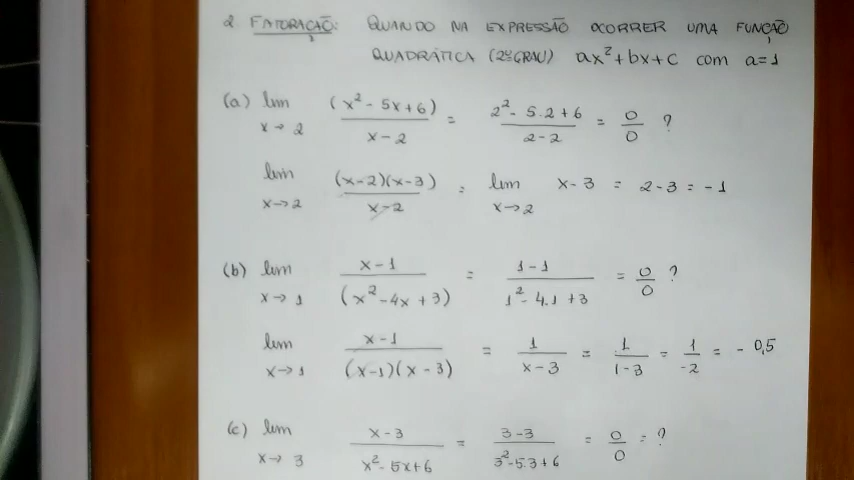 2. FATORAÇÃO: QUANDO NA EXPRESSÃO OCORRER UMA FUNÇÃO
QUADRÁTICA (2º GRAU) ax²+bx+c com a=1
(a) lim x→2 (x²-5x+6)/(x-2) = (2²-5.2+6)/(2-2) = 0/0 ?
lim x→2 (x-2)(x-3)/(x-2) = lim x→2 x-3 = 2-3 = -1
(b) lim x→1 (x-1)/(x²-4x+3) = (1-1)/(1²-4.1+3) = 0/0 ?
lim x→1 (x-1)/((x-1)(x-3)) = 1/(x-3) = 1/(1-3) = 1/-2 = -0,5
(c) lim x→3 (x-3)/(x²-5x+6) = (3-3)/(3²-5.3+6) = 0/0 = ?